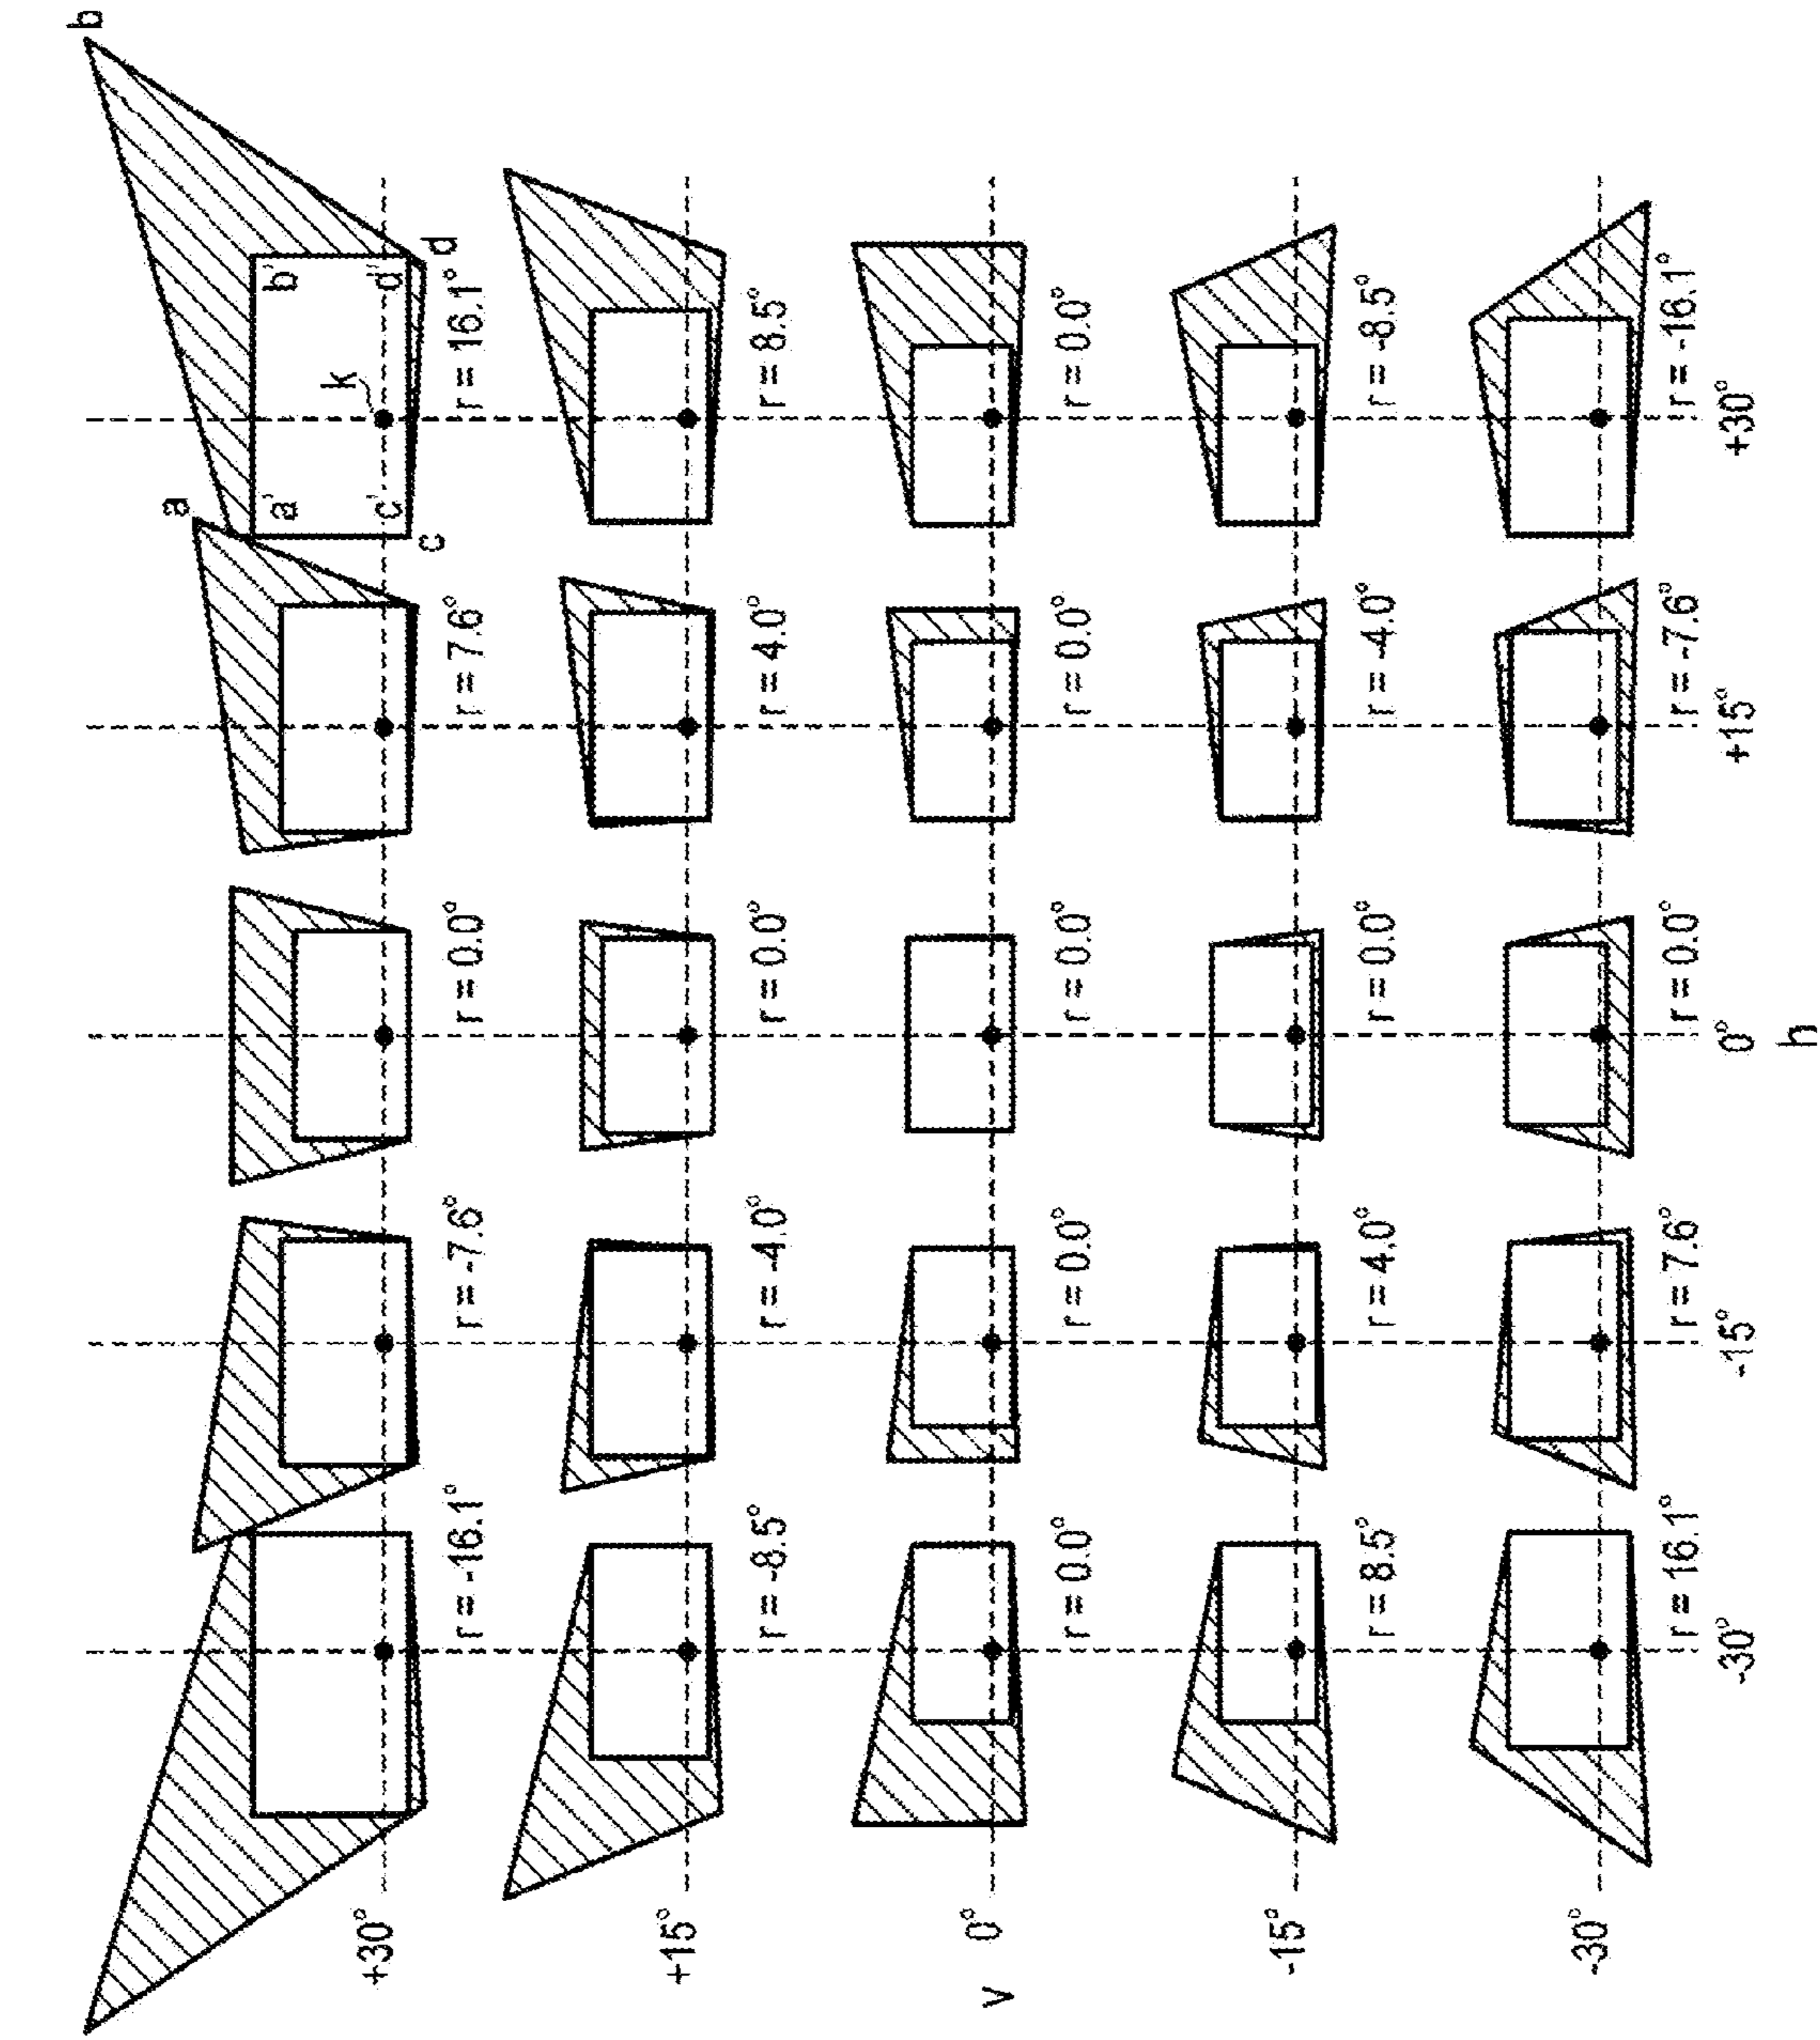 b
a
a' b'
k
+30°
c' d"
c
d
r = -16.1° r = -7.6° r = 0.0° r = 7.6° r = 16.1°
+15°
r = -8.5° r = -4.0° r = 0.0° r = 4.0° r = 8.5°
v 0°
r = 0.0° r = 0.0° r = 0.0° r = 0.0° r = 0.0°
-15°
r = 8.5° r = 4.0° r = 0.0° r = -4.0° r = -8.5°
-30°
r = 16.1° r = 7.6° r = 0.0° r = -7.6° r = -16.1°
-30° -15° 0° +15° +30°
h